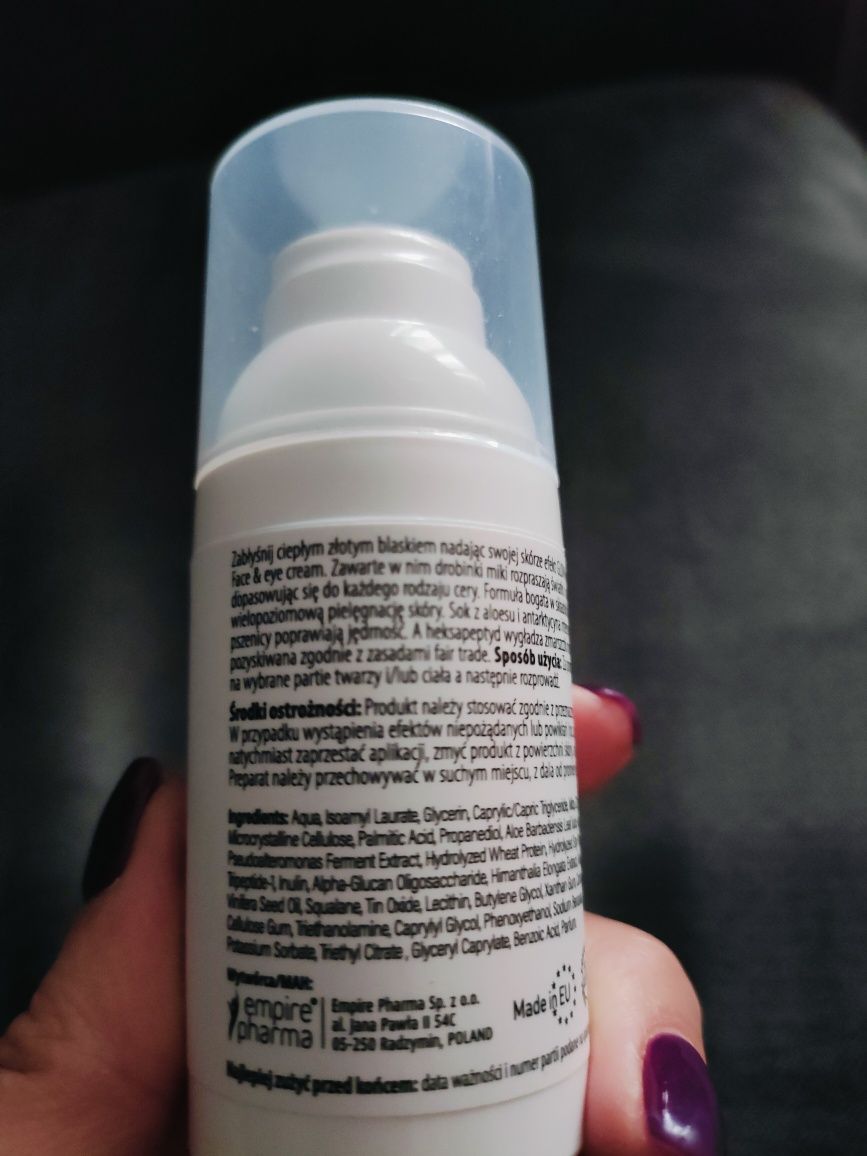 Zabłyśnij ciepłym złotym blaskiem nadając swojej skórze efekt
Face & eye cream. Zawarte w nim drobinki miki rozpraszają
dopasowując się do każdego rodzaju cery. Formuła bogata w
wielopoziomową pielęgnację skóry. Sok z aloesu i antarktyczna
pszenicy poprawiają jędrność. A heksapeptyd wygładza
pozyskiwana zgodnie z zasadami fair trade. Sposób użycia:
na wybrane partie twarzy i/lub ciała a następnie rozprowadź.
Środki ostrożności: Produkt należy stosować zgodnie z
W przypadku wystąpienia efektów niepożądanych lub
natychmiast zaprzestać aplikacji, zmyć produkt z powierzchni
Preparat należy przechowywać w suchym miejscu, z dala od
Ingredients: Aqua, Isoamyl Laurate, Glycerin, Caprylic/Capric Triglyceride,
Microcrystalline Cellulose, Palmitic Acid, Propanediol, Aloe Barbadensis Leaf
Pseudoalteromonas Ferment Extract, Hydrolyzed Wheat Protein, Hydrolyzed
Tripeptide-1, Inulin, Alpha-Glucan Oligosaccharide, Himanthalia Elongata
Vinifera Seed Oil, Squalane, Tin Oxide, Lecithin, Butylene Glycol, Xanthan Gum,
Cellulose Gum, Triethanolamine, Caprylyl Glycol, Phenoxyethanol, Sodium
Potassium Sorbate, Triethyl Citrate, Glyceryl Caprylate, Benzoic Acid, Parfum
Wytwórca/MAH:
empire® pharma
Empire Pharma Sp. z o.o.
al. Jana Pawła II 54C
05-250 Radzymin, POLAND
Made in EU
Najlepiej zużyć przed końcem: data ważności i numer partii podane